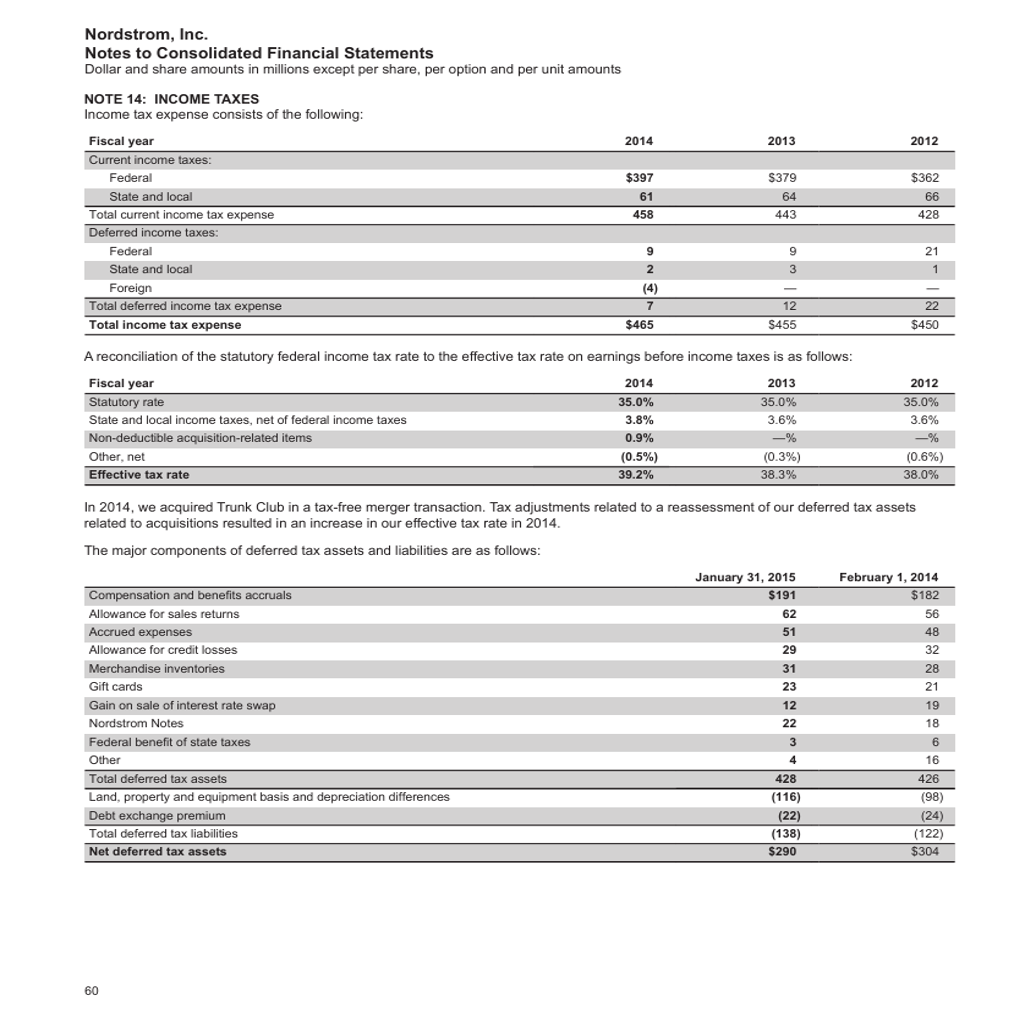 Nordstrom, Inc.
Notes to Consolidated Financial Statements
Dollar and share amounts in millions except per share, per option and per unit amounts
NOTE 14:  INCOME TAXES
Income tax expense consists of the following:
Fiscal year 2014 2013 2012
Current income taxes:
Federal $397 $379 $362
State and local 61 64 66
Total current income tax expense 458 443 428
Deferred income taxes:
Federal 9 9 21
State and local 2 3 1
Foreign (4) — —
Total deferred income tax expense 7 12 22
Total income tax expense $465 $455 $450
A reconciliation of the statutory federal income tax rate to the effective tax rate on earnings before income taxes is as follows:
Fiscal year 2014 2013 2012
Statutory rate 35.0% 35.0% 35.0%
State and local income taxes, net of federal income taxes 3.8% 3.6% 3.6%
Non-deductible acquisition-related items 0.9% —% —%
Other, net (0.5%) (0.3%) (0.6%)
Effective tax rate 39.2% 38.3% 38.0%
In 2014, we acquired Trunk Club in a tax-free merger transaction. Tax adjustments related to a reassessment of our deferred tax assets
related to acquisitions resulted in an increase in our effective tax rate in 2014.
The major components of deferred tax assets and liabilities are as follows:
January 31, 2015 February 1, 2014
Compensation and benefits accruals $191 $182
Allowance for sales returns 62 56
Accrued expenses 51 48
Allowance for credit losses 29 32
Merchandise inventories 31 28
Gift cards 23 21
Gain on sale of interest rate swap 12 19
Nordstrom Notes 22 18
Federal benefit of state taxes 3 6
Other 4 16
Total deferred tax assets 428 426
Land, property and equipment basis and depreciation differences (116) (98)
Debt exchange premium (22) (24)
Total deferred tax liabilities (138) (122)
Net deferred tax assets $290 $304
60